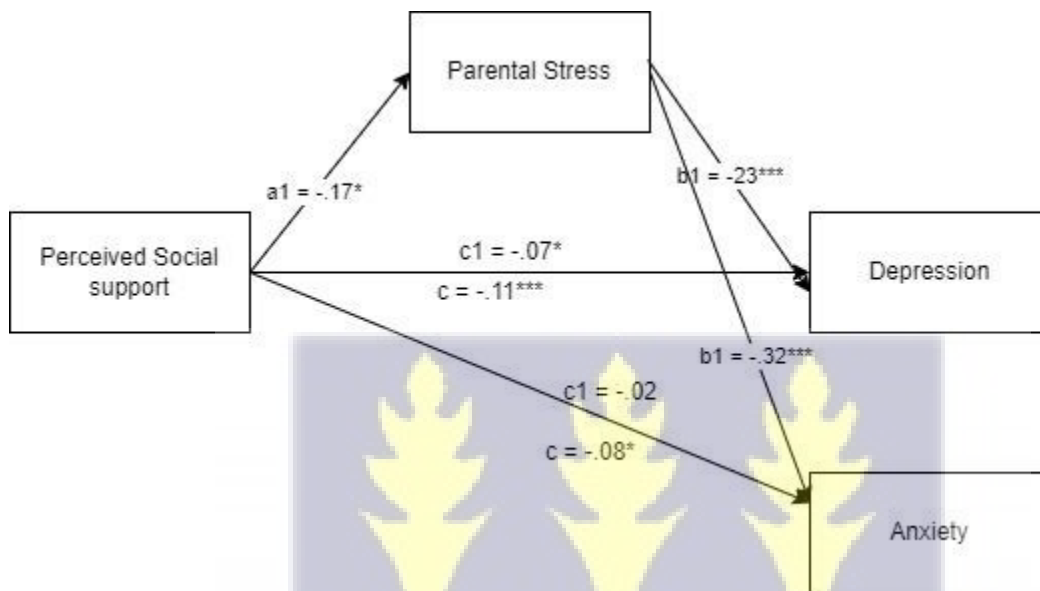 Parental Stress
a1 = -.17*
b1 = -23***
Perceived Social
support
c1 = -.07*
c = -.11***
Depression
b1 = -.32***
c1 = -.02
c = -.08*
Anxiety